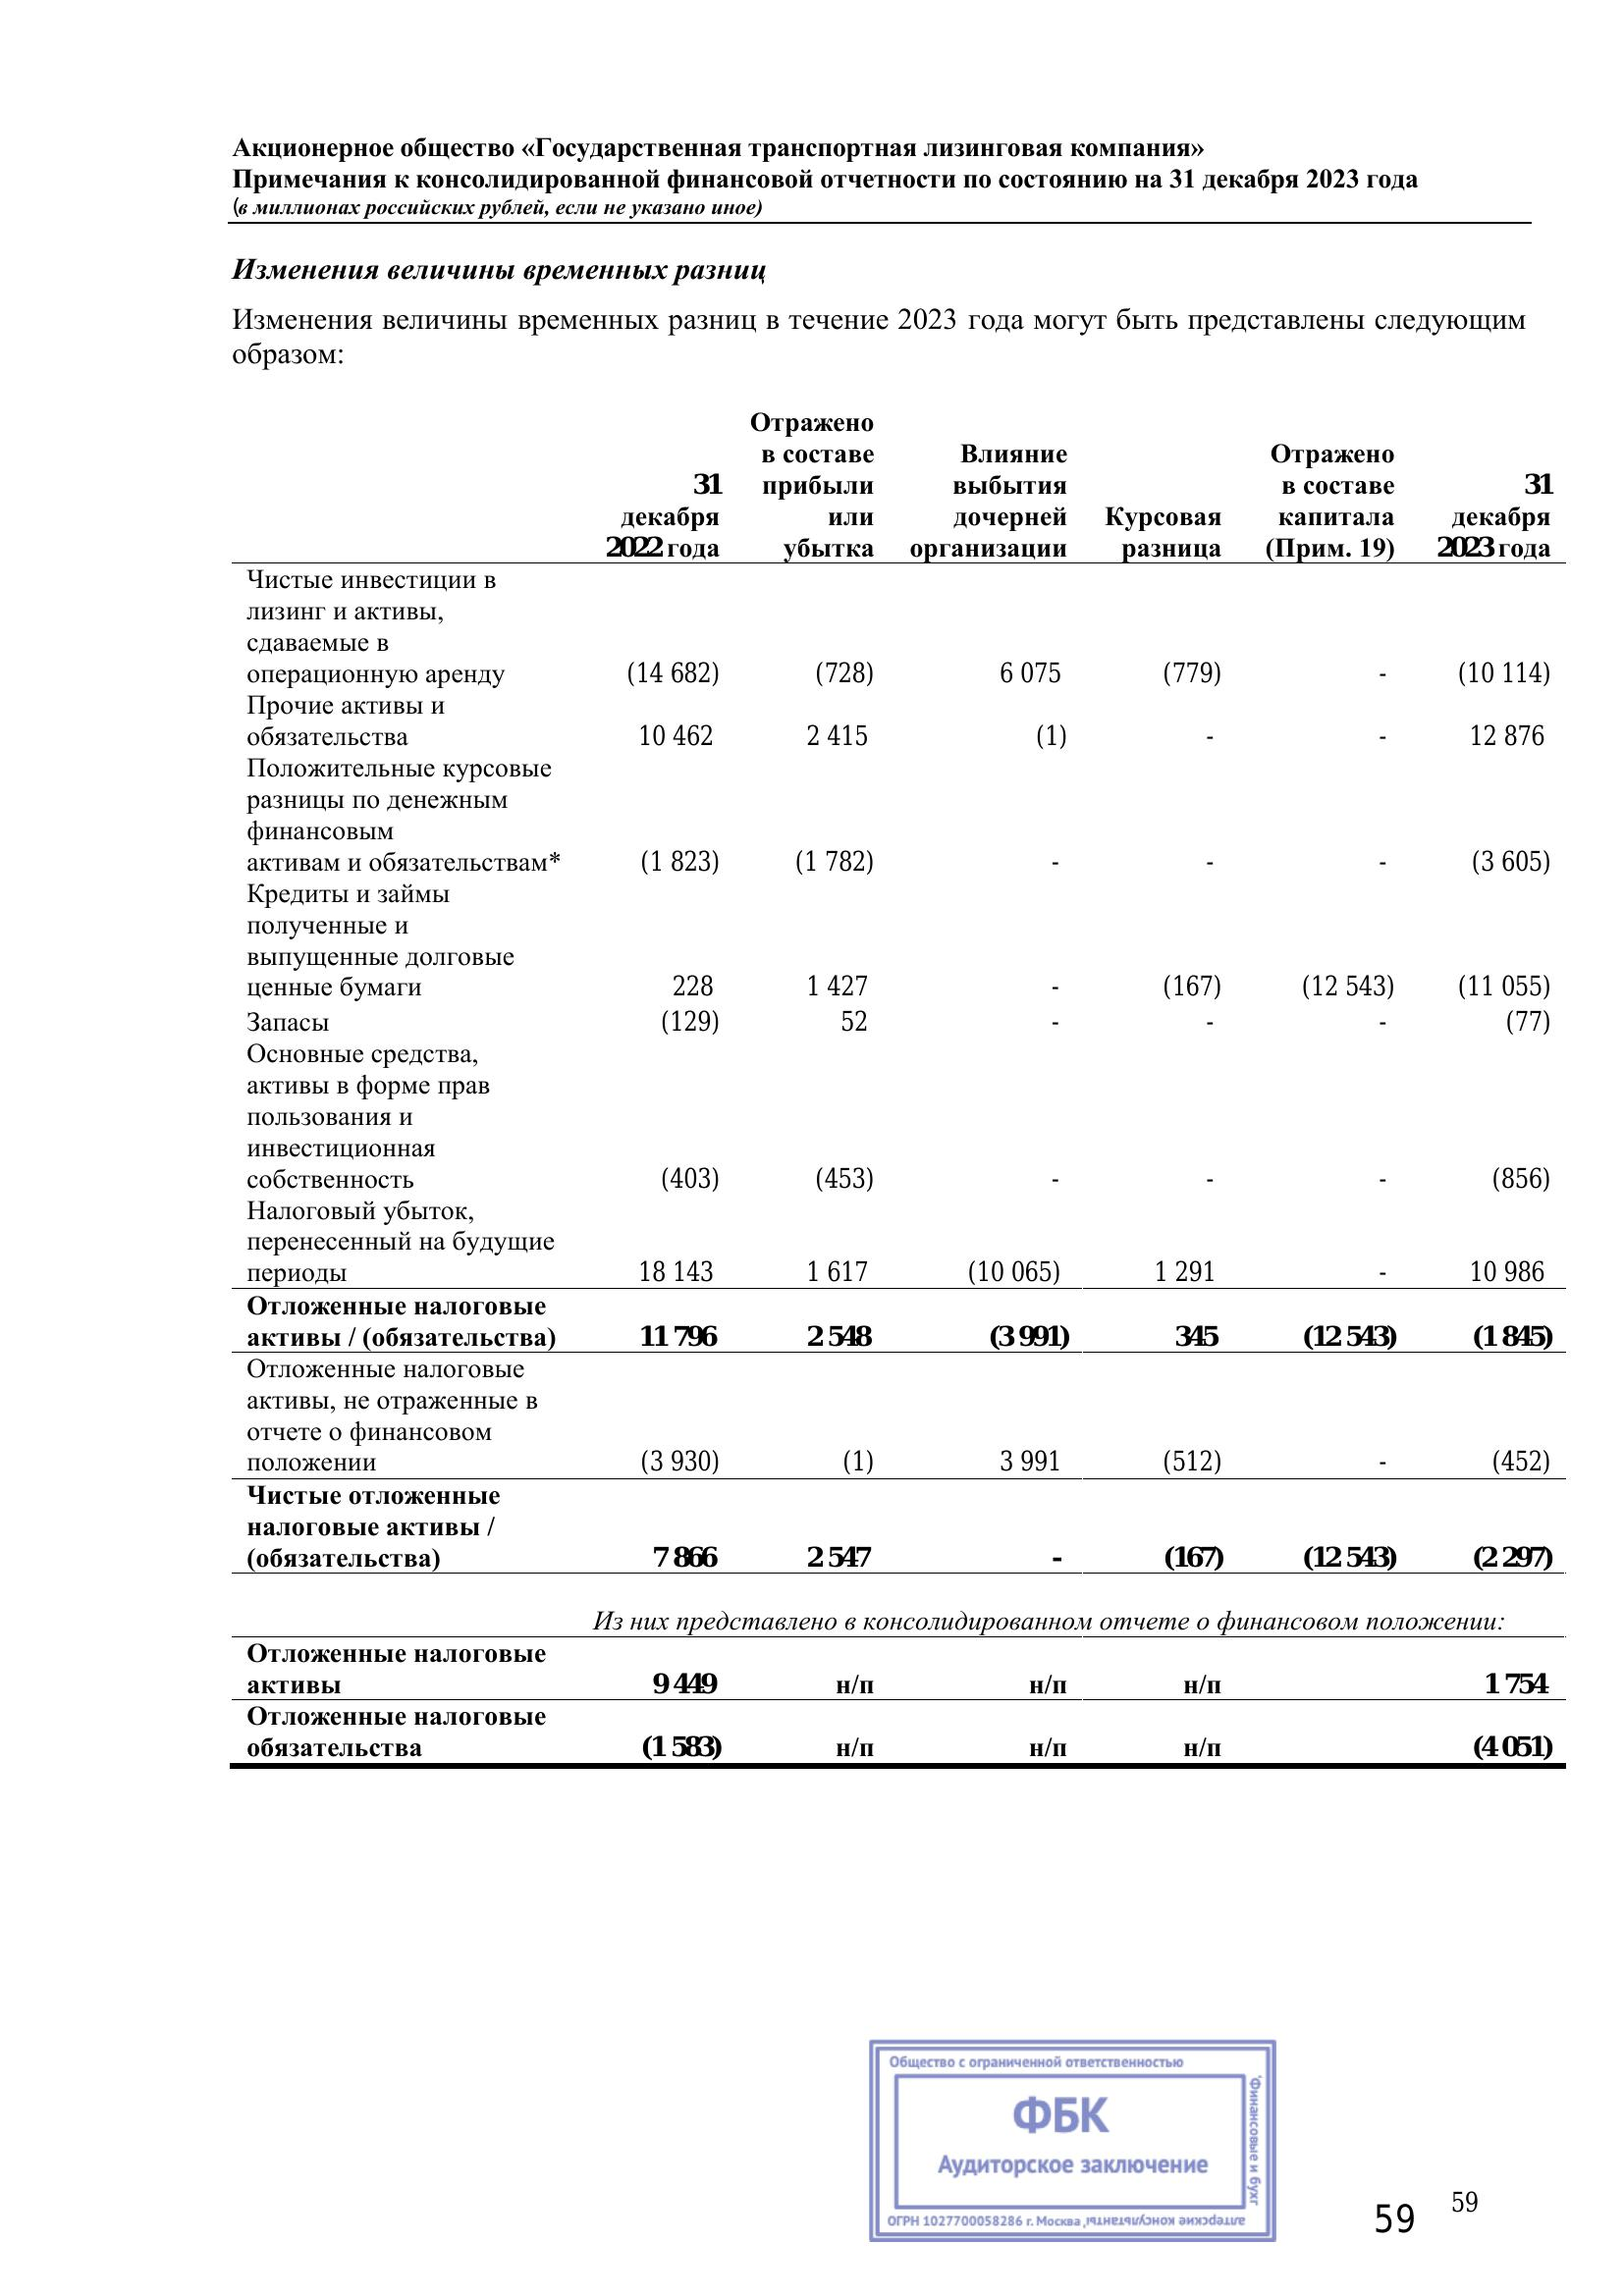 Акционерное общество «Государственная транспортная лизинговая компания»
Примечания к консолидированной финансовой отчетности по состоянию на 31 декабря 2023 года
(в миллионах российских рублей, если не указано иное)
Изменения величины временных разниц
Изменения величины временных разниц в течение 2023 года могут быть представлены следующим
образом:
31 декабря 2022 года
Отражено в составе прибыли или убытка
Влияние выбытия дочерней организации
Курсовая разница
Отражено в составе капитала (Прим. 19)
31 декабря 2023 года
Чистые инвестиции в
лизинг и активы,
сдаваемые в
операционную аренду (14 682) (728) 6 075 (779) - (10 114)
Прочие активы и
обязательства 10 462 2 415 (1) - - 12 876
Положительные курсовые
разницы по денежным
финансовым
активам и обязательствам* (1 823) (1 782) - - - (3 605)
Кредиты и займы
полученные и
выпущенные долговые
ценные бумаги 228 1 427 - (167) (12 543) (11 055)
Запасы (129) 52 - - - (77)
Основные средства,
активы в форме прав
пользования и
инвестиционная
собственность (403) (453) - - - (856)
Налоговый убыток,
перенесенный на будущие
периоды 18 143 1 617 (10 065) 1 291 - 10 986
Отложенные налоговые
активы / (обязательства) 11 796 2 548 (3 991) 345 (12 543) (1 845)
Отложенные налоговые
активы, не отраженные в
отчете о финансовом
положении (3 930) (1) 3 991 (512) - (452)
Чистые отложенные
налоговые активы /
(обязательства) 7 866 2 547 - (167) (12 543) (2 297)
Из них представлено в консолидированном отчете о финансовом положении:
Отложенные налоговые
активы 9 449 н/п н/п н/п 1 754
Отложенные налоговые
обязательства (1 583) н/п н/п н/п (4 051)
Общество с ограниченной ответственностью
"Финансовые и бухг
алтерские консультанты"
ФБК
Аудиторское заключение
ОГРН 1027700058286 г. Москва
59
59